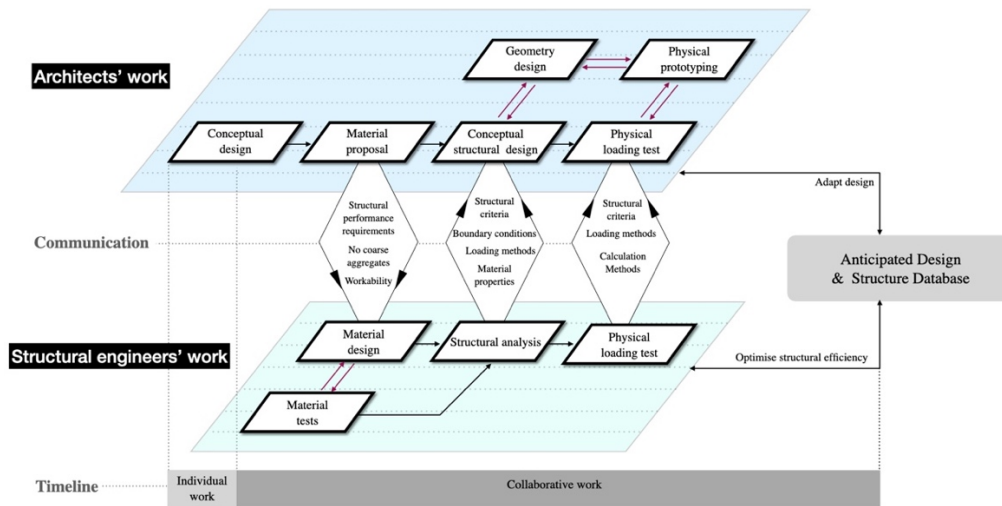 Architects' work
Geometry
design
Physical
prototyping
Conceptual
design
Material
proposal
Conceptual
structural design
Physical
loading test
Adapt design
Communication
Structural
performance
requirements
No coarse
aggregates
Workability
Structural
criteria
Boundary conditions
Loading methods
Material
properties
Structural
criteria
Loading methods
Calculation
Methods
Anticipated Design
& Structure Database
Structural engineers' work
Material
design
Structural analysis
Physical
loading test
Optimise structural efficiency
Material
tests
Timeline
Individual
work
Collaborative work